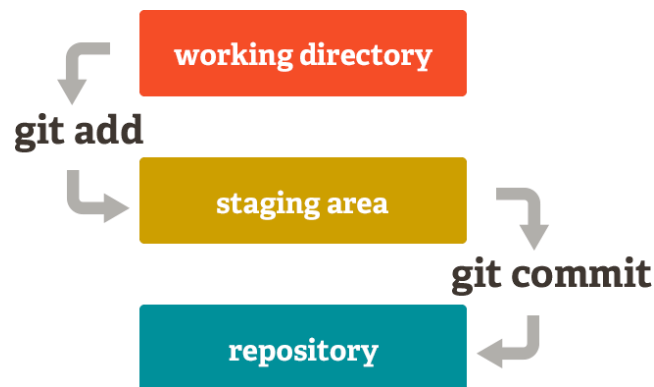 working directory
git add
staging area
git commit
repository